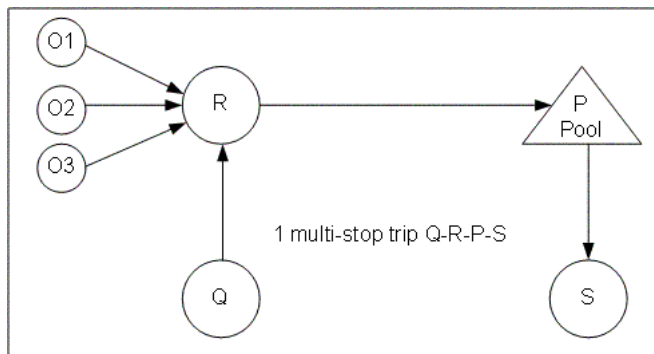 O1
O2
O3
R
P
Pool
1 multi-stop trip Q-R-P-S
Q
S